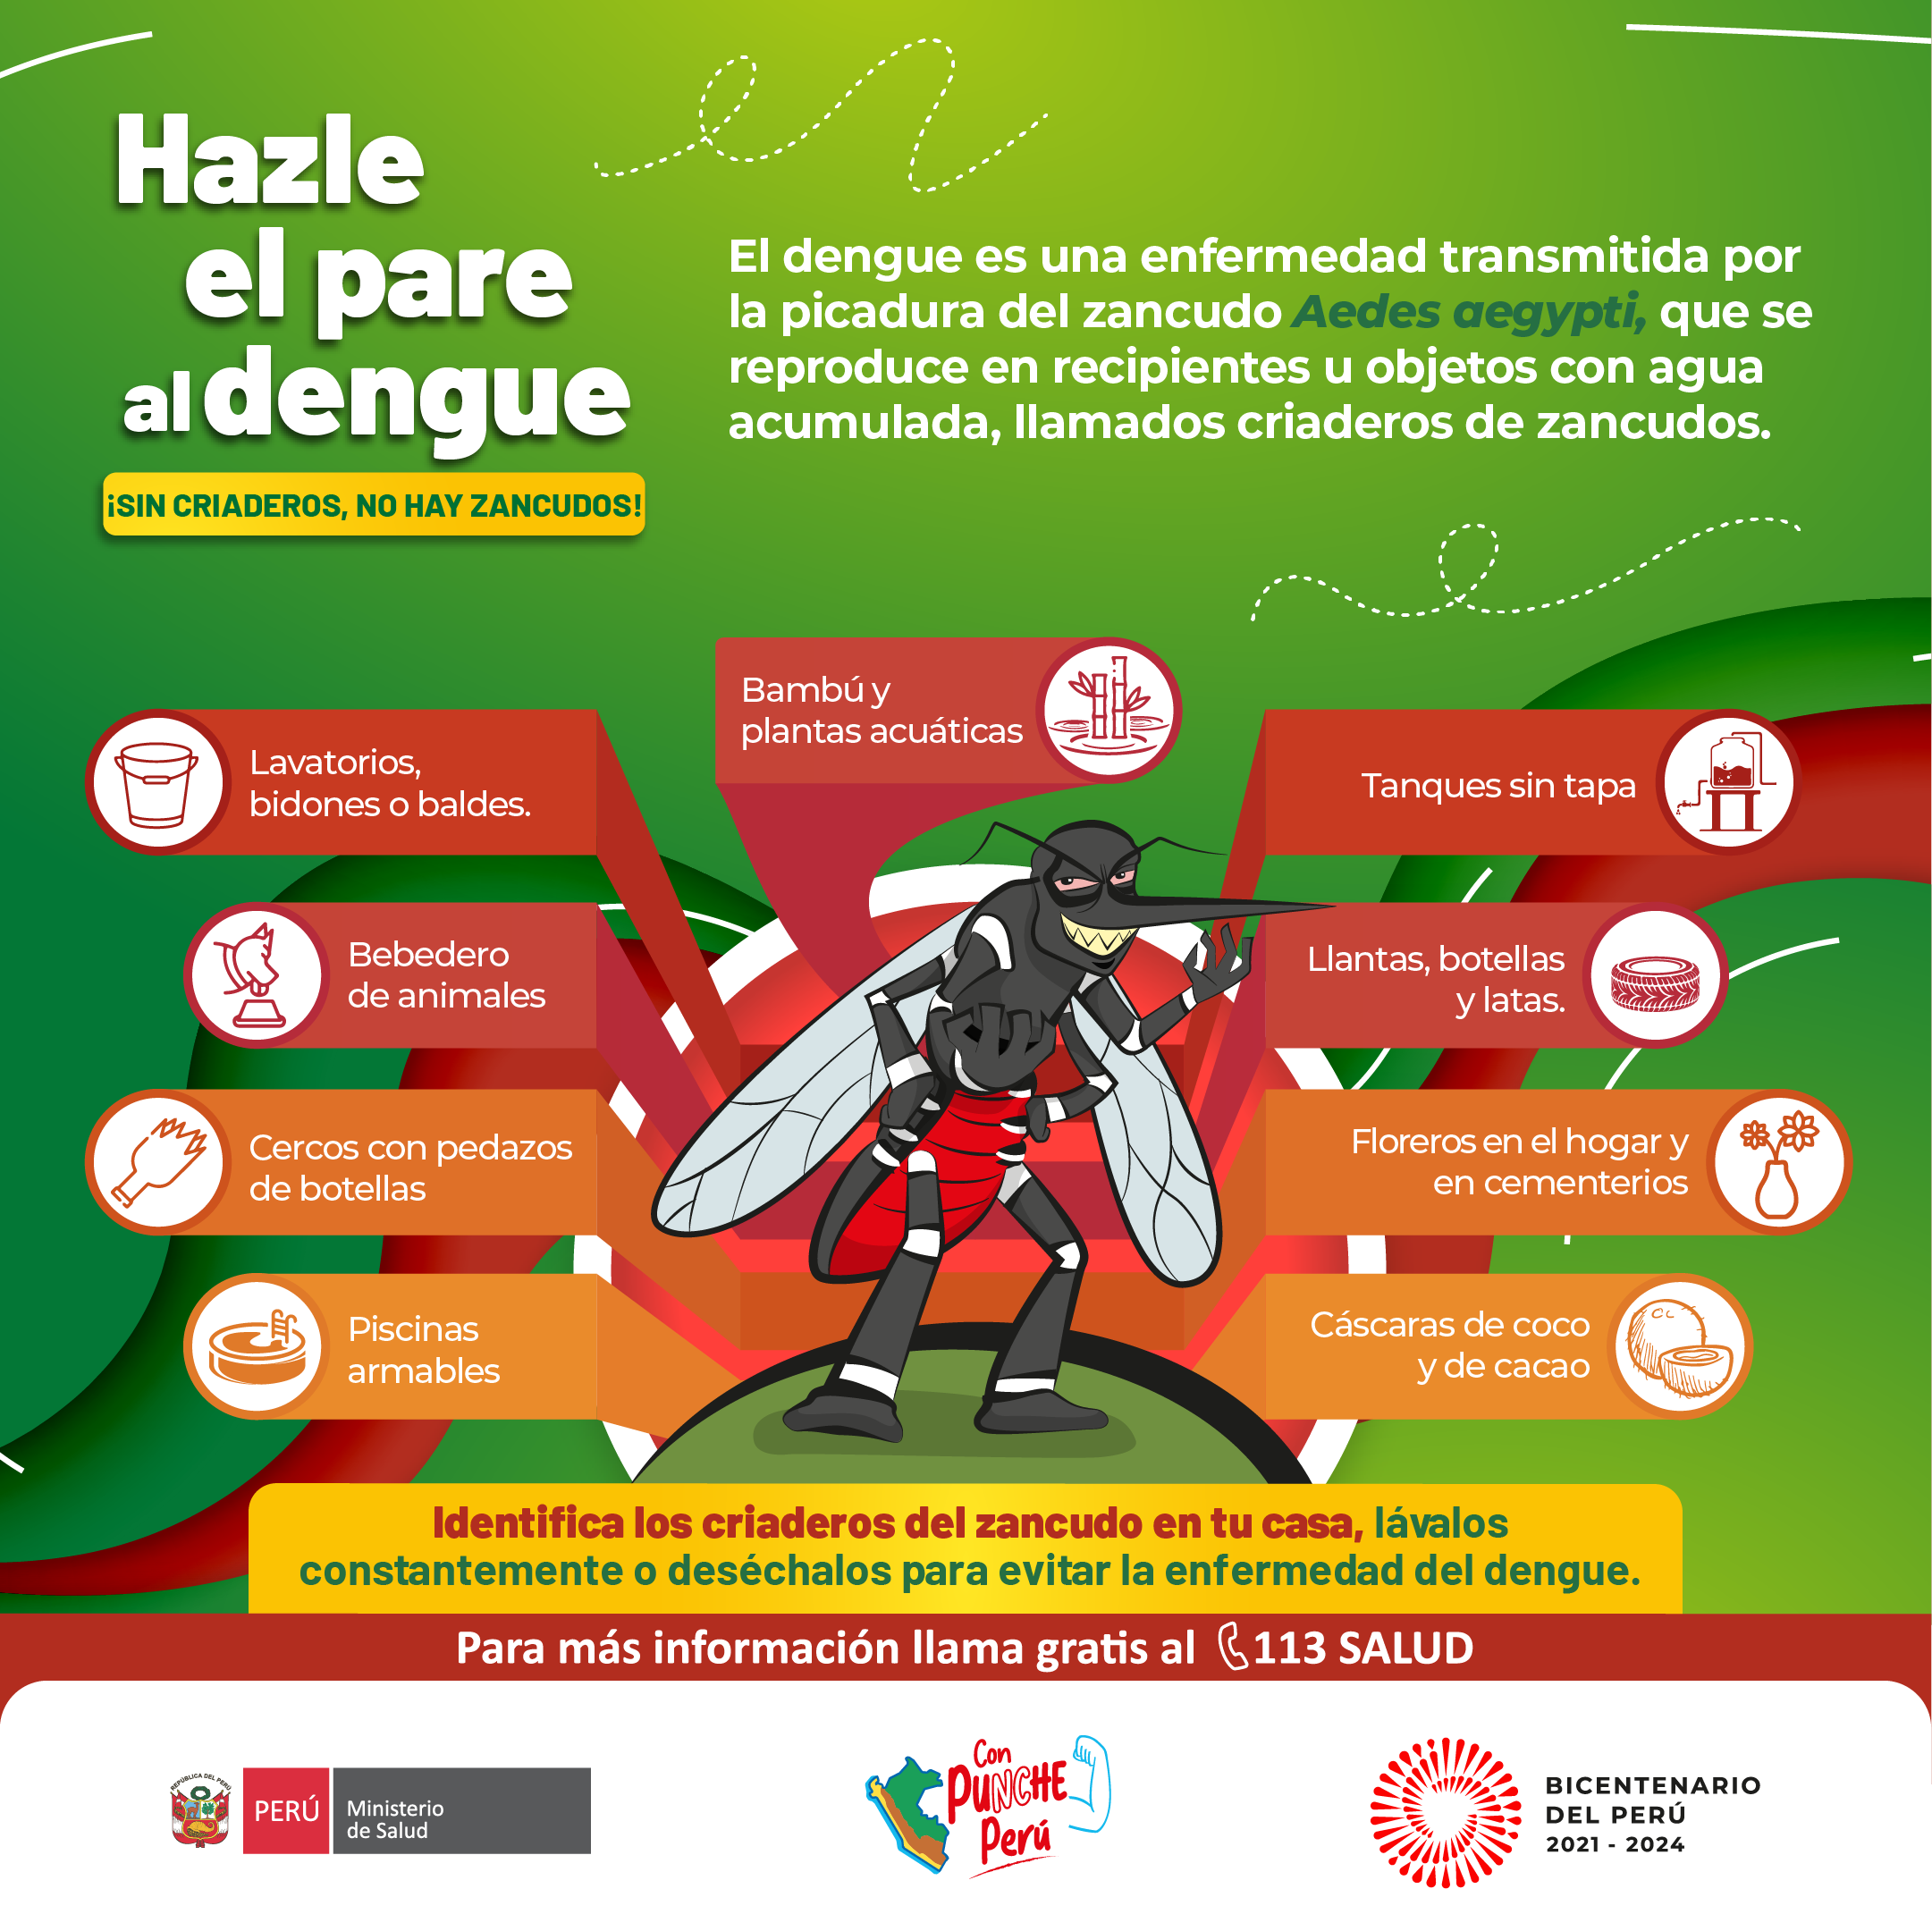 Hazle
el pare
al dengue
¡SIN CRIADEROS, NO HAY ZANCUDOS!
El dengue es una enfermedad transmitida por
la picadura del zancudo Aedes aegypti, que se
reproduce en recipientes u objetos con agua
acumulada, llamados criaderos de zancudos.
Bambú y
plantas acuáticas
Lavatorios,
bidones o baldes.
Bebedero
de animales
Cercos con pedazos
de botellas
Piscinas
armables
Tanques sin tapa
Llantas, botellas
y latas.
Floreros en el hogar y
en cementerios
Cáscaras de coco
y de cacao
Identifica los criaderos del zancudo en tu casa, lávalos
constantemente o deséchalos para evitar la enfermedad del dengue.
Para más información llama gratis al 113 SALUD
REPÚBLICA DEL PERÚ
PERÚ
Ministerio
de Salud
Con
PUNCHE
Perú
BICENTENARIO
DEL PERÚ
2021 - 2024